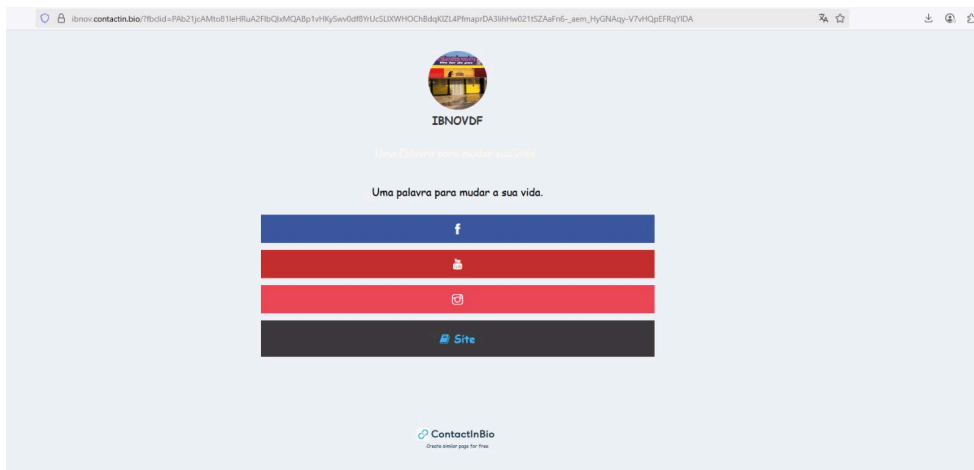 ibnov.contactin.bio/?fbclid=PAb21jcAMto81leHRuA2FlbQIxMQABp1vHKySwv0df8YrUcSLlXWHOChBdqKlZL4PfmaprDA3lihHw021tSZAaFn6-_aem_HyGNAqy-V7vHQpEFRqYIDA
IBNOVDF
Uma Palavra para mudar sua vida.
Uma palavra para mudar a sua vida.
Site
ContactInBio
Create similar page for free